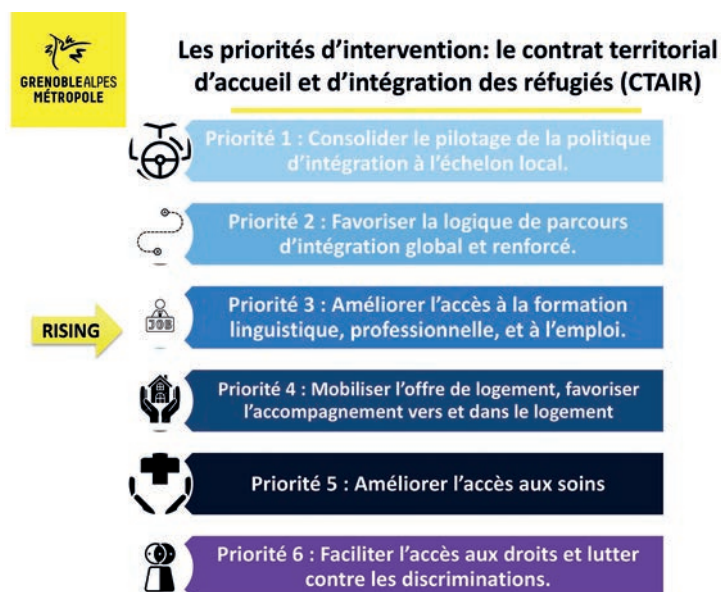 GRENOBLEALPES
MÉTROPOLE
Les priorités d’intervention: le contrat territorial
d’accueil et d’intégration des réfugiés (CTAIR)
Priorité 1 : Consolider le pilotage de la politique
d’intégration à l’échelon local.
Priorité 2 : Favoriser la logique de parcours
d’intégration global et renforcé.
RISING
JOB
Priorité 3 : Améliorer l’accès à la formation
linguistique, professionnelle, et à l’emploi.
Priorité 4 : Mobiliser l’offre de logement, favoriser
l’accompagnement vers et dans le logement
Priorité 5 : Améliorer l’accès aux soins
Priorité 6 : Faciliter l’accès aux droits et lutter
contre les discriminations.